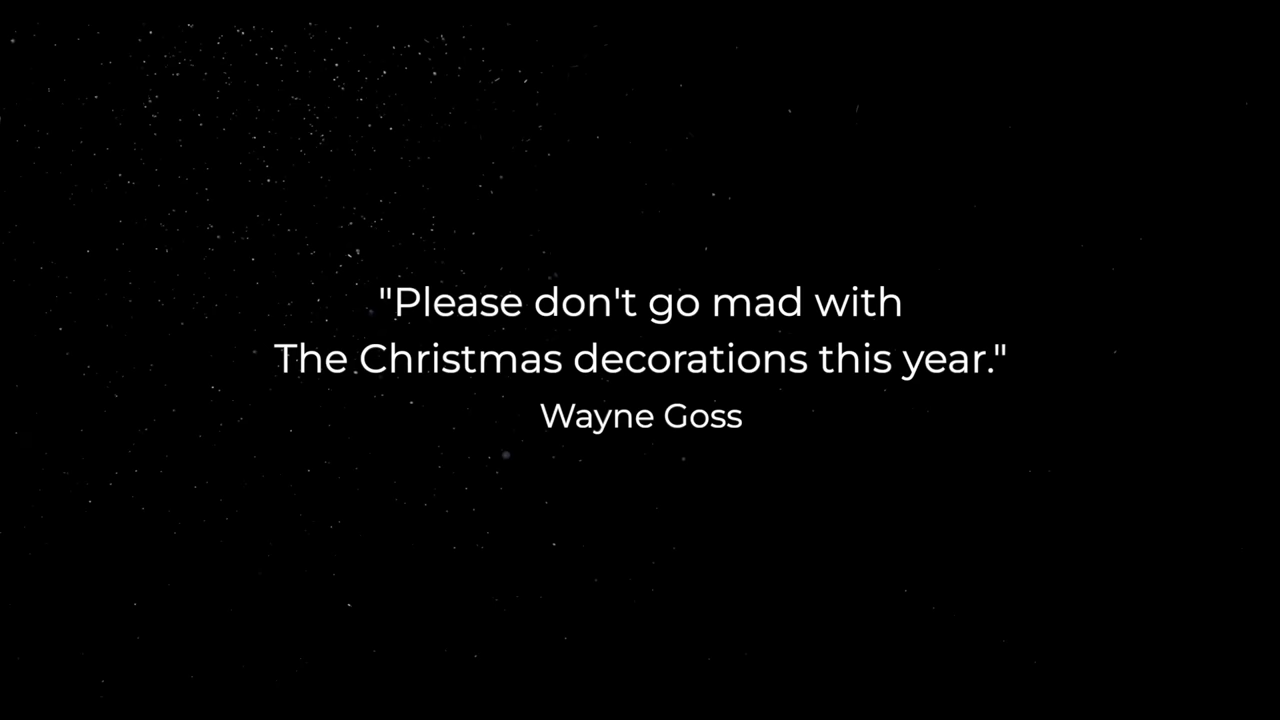 "Please don't go mad with
The Christmas decorations this year."
Wayne Goss